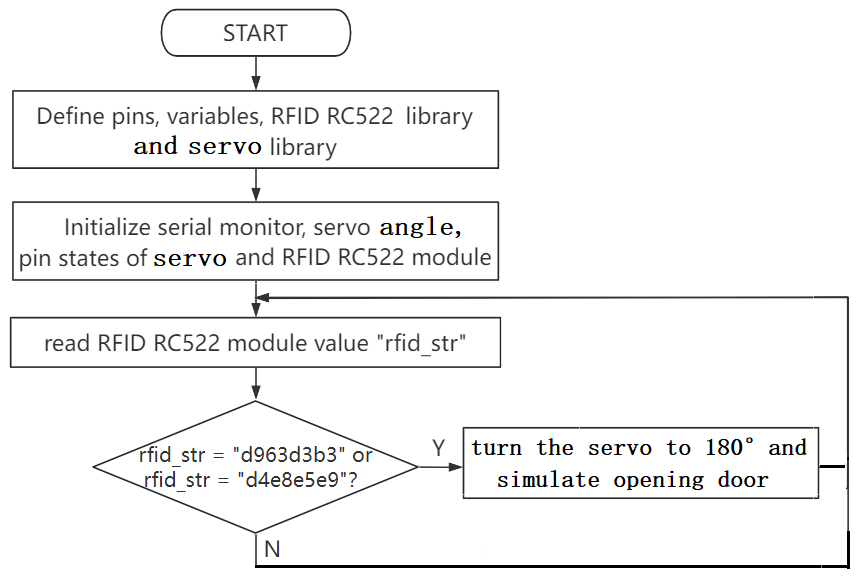 START
Define pins, variables, RFID RC522 library
and servo library
Initialize serial monitor, servo angle,
pin states of servo and RFID RC522 module
read RFID RC522 module value "rfid_str"
rfid_str = "d963d3b3" or
rfid_str = "d4e8e5e9"?
Y
turn the servo to 180° and
simulate opening door
N